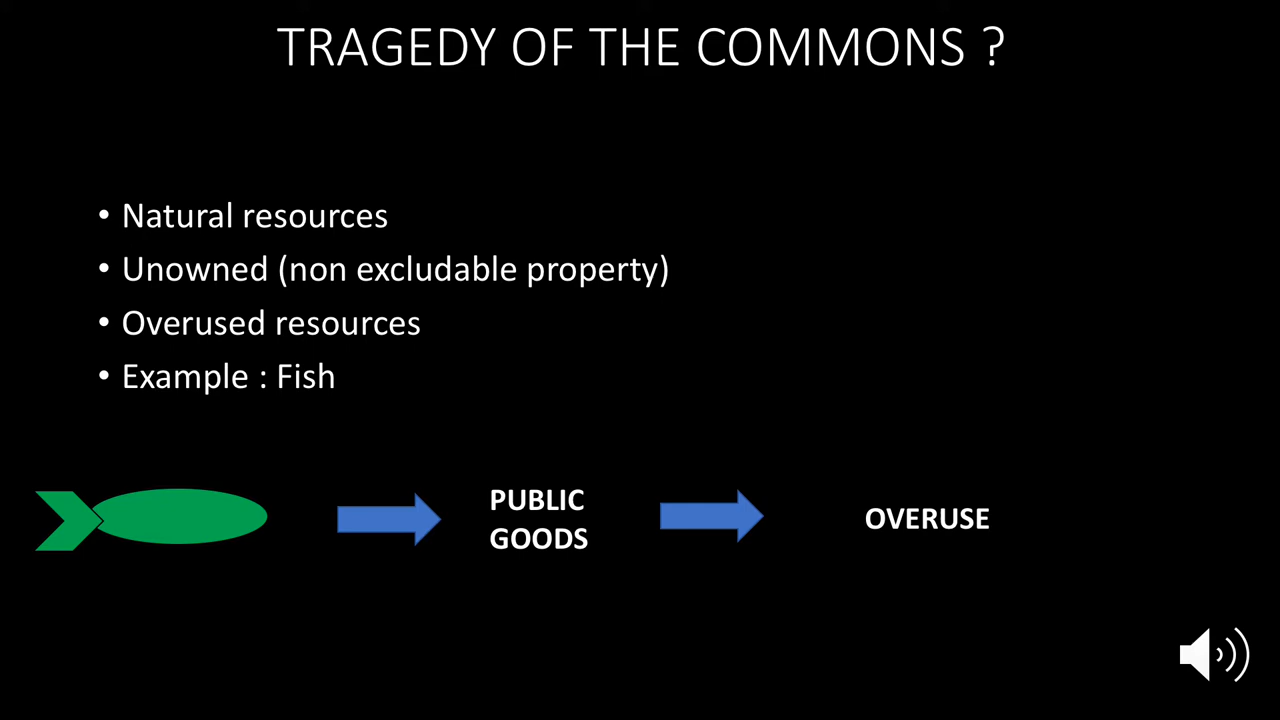 TRAGEDY OF THE COMMONS ?
• Natural resources
• Unowned (non excludable property)
• Overused resources
• Example : Fish
PUBLIC
GOODS
OVERUSE